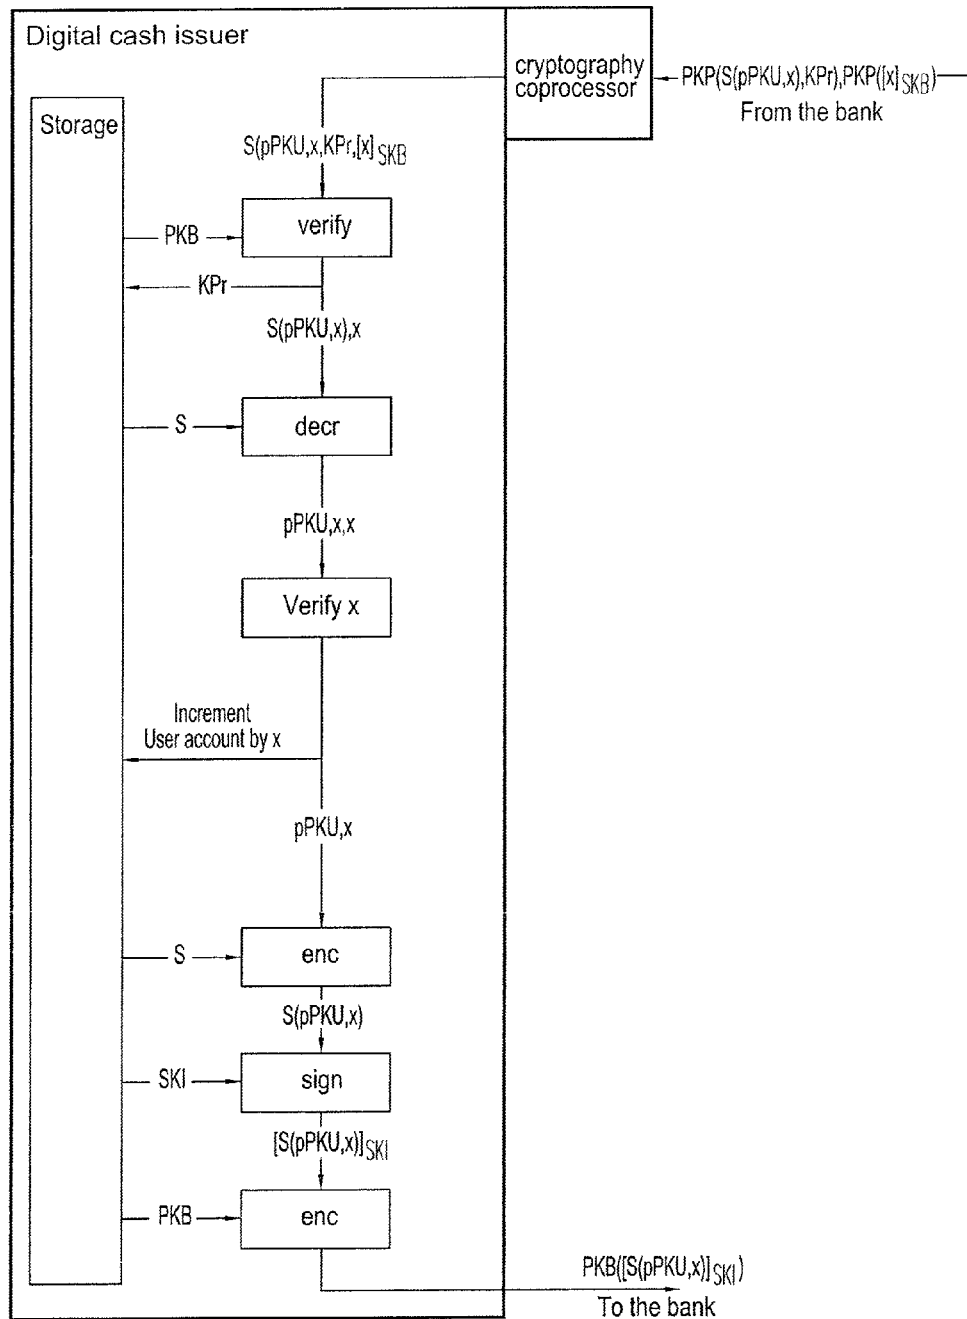 Digital cash issuer
cryptography
coprocessor
PKP(S(pPKU,x),KPr),PKP([x]SKB)
From the bank
Storage
S(pPKU,x,KPr,[x]SKB
verify
PKB
KPr
S(pPKU,x),x
S
decr
pPKU,x,x
Verify x
Increment
User account by x
pPKU,x
S
enc
S(pPKU,x)
SKI
sign
[S(pPKU,x)]SKI
PKB
enc
PKB([S(pPKU,x)]SKI)
To the bank